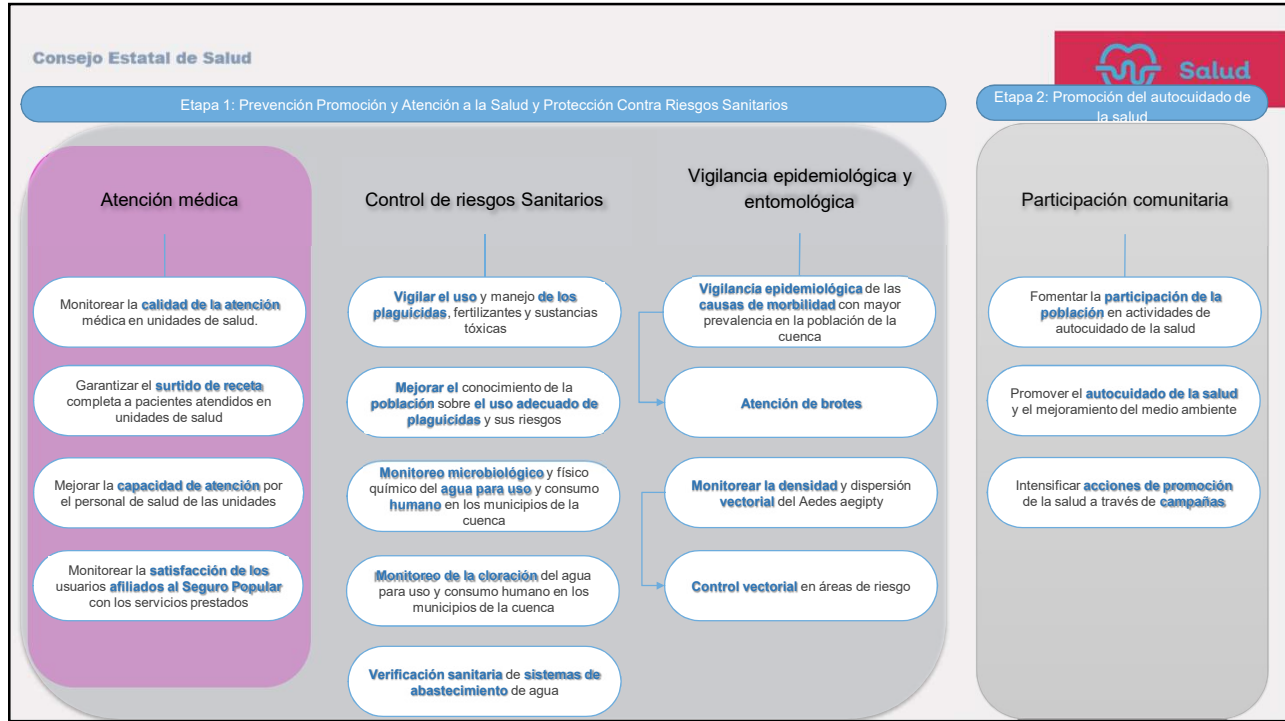 Consejo Estatal de Salud
Salud
Etapa 1: Prevención Promoción y Atención a la Salud y Protección Contra Riesgos Sanitarios
Etapa 2: Promoción del autocuidado de
la salud
Atención médica
Monitorear la calidad de la atención
médica en unidades de salud.
Garantizar el surtido de receta
completa a pacientes atendidos en
unidades de salud
Mejorar la capacidad de atención por
el personal de salud de las unidades
Monitorear la satisfacción de los
usuarios afiliados al Seguro Popular
con los servicios prestados
Control de riesgos Sanitarios
Vigilar el uso y manejo de los
plaguicidas, fertilizantes y sustancias
tóxicas
Mejorar el conocimiento de la
población sobre el uso adecuado de
plaguicidas y sus riesgos
Monitoreo microbiológico y físico
químico del agua para uso y consumo
humano en los municipios de la
cuenca
Monitoreo de la cloración del agua
para uso y consumo humano en los
municipios de la cuenca
Verificación sanitaria de sistemas de
abastecimiento de agua
Vigilancia epidemiológica y
entomológica
Vigilancia epidemiológica de las
causas de morbilidad con mayor
prevalencia en la población de la
cuenca
Atención de brotes
Monitorear la densidad y dispersión
vectorial del Aedes aegipty
Control vectorial en áreas de riesgo
Participación comunitaria
Fomentar la participación de la
población en actividades de
autocuidado de la salud
Promover el autocuidado de la salud
y el mejoramiento del medio ambiente
Intensificar acciones de promoción
de la salud a través de campañas